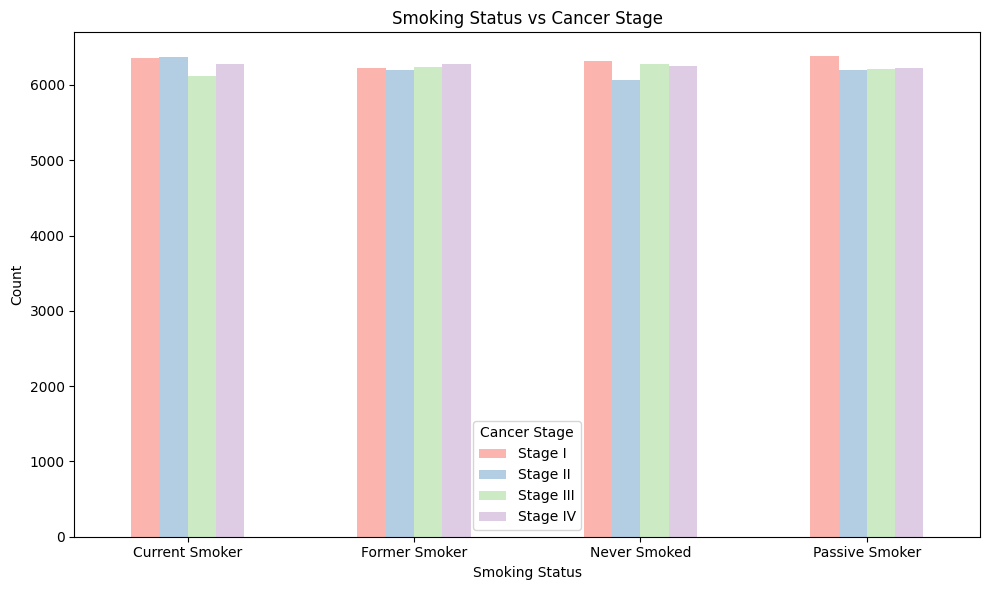 Smoking Status vs Cancer Stage
Count
6000
5000
4000
3000
2000
1000
0
Cancer Stage
Stage I
Stage II
Stage III
Stage IV
Current Smoker
Former Smoker
Never Smoked
Passive Smoker
Smoking Status